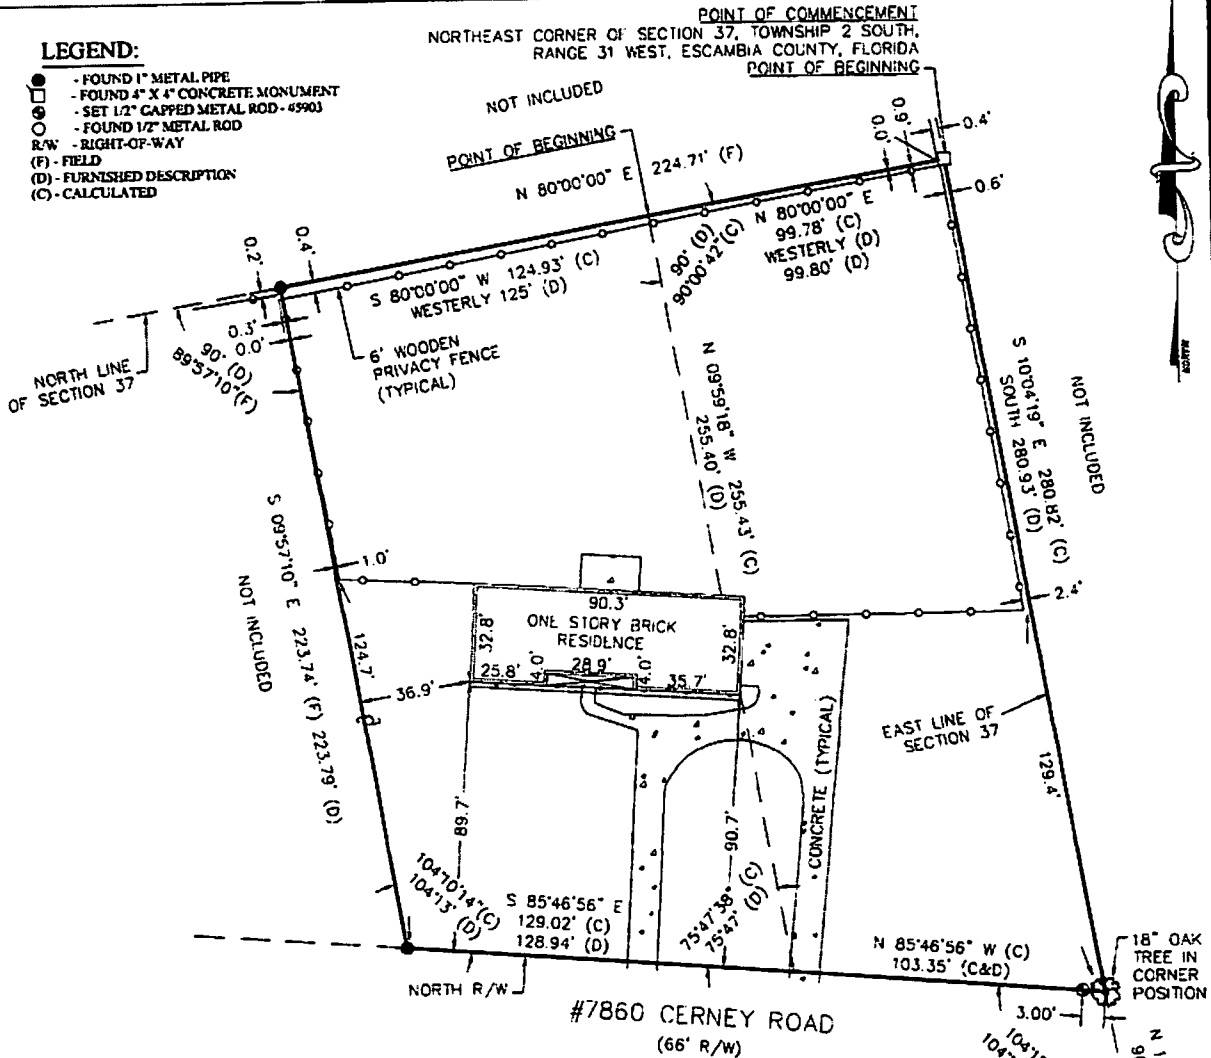 POINT OF COMMENCEMENT
NORTHEAST CORNER OF SECTION 37, TOWNSHIP 2 SOUTH,
RANGE 31 WEST, ESCAMBIA COUNTY, FLORIDA
POINT OF BEGINNING
LEGEND:
- FOUND 1" METAL PIPE
- FOUND 4" X 4" CONCRETE MONUMENT
- SET 1/2" CAPPED METAL ROD - #5903
- FOUND 1/2" METAL ROD
R/W - RIGHT-OF-WAY
(F) - FIELD
(D) - FURNISHED DESCRIPTION
(C) - CALCULATED
NOT INCLUDED
POINT OF BEGINNING
N 80°00'00" E 224.71' (F)
0.0'
0.9'
0.4'
0.6'
N 80°00'00" E
99.78' (C)
WESTERLY (D)
99.80' (D)
90° (D)
90°00'42"(C)
0.2'
0.4'
S 80°00'00" W 124.93' (C)
WESTERLY 125' (D)
0.3'
0.0'
90° (D)
89°57'10"(F)
NORTH LINE
OF SECTION 37
6' WOODEN
PRIVACY FENCE
(TYPICAL)
N 09°59'18" W 255.43' (C)
255.40' (D)
S 10°04'19" E 280.82' (C)
SOUTH 280.93' (D)
NOT INCLUDED
S 09°57'10" E 223.74' (F) 223.79' (D)
NOT INCLUDED
1.0'
2.4'
90.3'
ONE STORY BRICK
RESIDENCE
32.8'
32.8'
25.8'
4.0'
28.9'
4.0'
35.7'
124.7'
36.9'
EAST LINE OF
SECTION 37
129.4'
CONCRETE (TYPICAL)
89.7'
90.7'
104°10'14"(C)
104°13' (D)
S 85°46'56" E
129.02' (C)
128.94' (D)
75°47'38" (C)
75°47' (D)
N 85°46'56" W (C)
103.35' (C&D)
18" OAK
TREE IN
CORNER
POSITION
NORTH R/W
3.00'
#7860 CERNEY ROAD
(66' R/W)